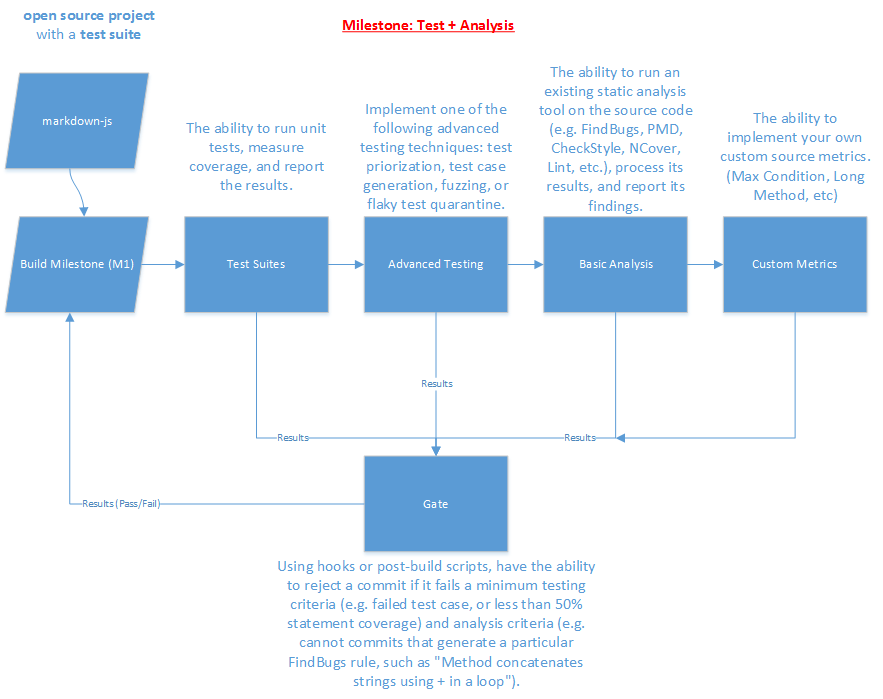 open source project
with a test suite
Milestone: Test + Analysis
markdown-js
The ability to run unit
tests, measure
coverage, and report
the results.
Implement one of the
following advanced
testing techniques: test
priorization, test case
generation, fuzzing, or
flaky test quarantine.
The ability to run an
existing static analysis
tool on the source code
(e.g. FindBugs, PMD,
CheckStyle, NCover,
Lint, etc.), process its
results, and report its
findings.
The ability to
implement your own
custom source metrics.
(Max Condition, Long
Method, etc)
Build Milestone (M1)
Test Suites
Advanced Testing
Basic Analysis
Custom Metrics
Results
Results
Results
Results (Pass/Fail)
Gate
Using hooks or post-build scripts, have the ability
to reject a commit if it fails a minimum testing
criteria (e.g. failed test case, or less than 50%
statement coverage) and analysis criteria (e.g.
cannot commits that generate a particular
FindBugs rule, such as "Method concatenates
strings using + in a loop").